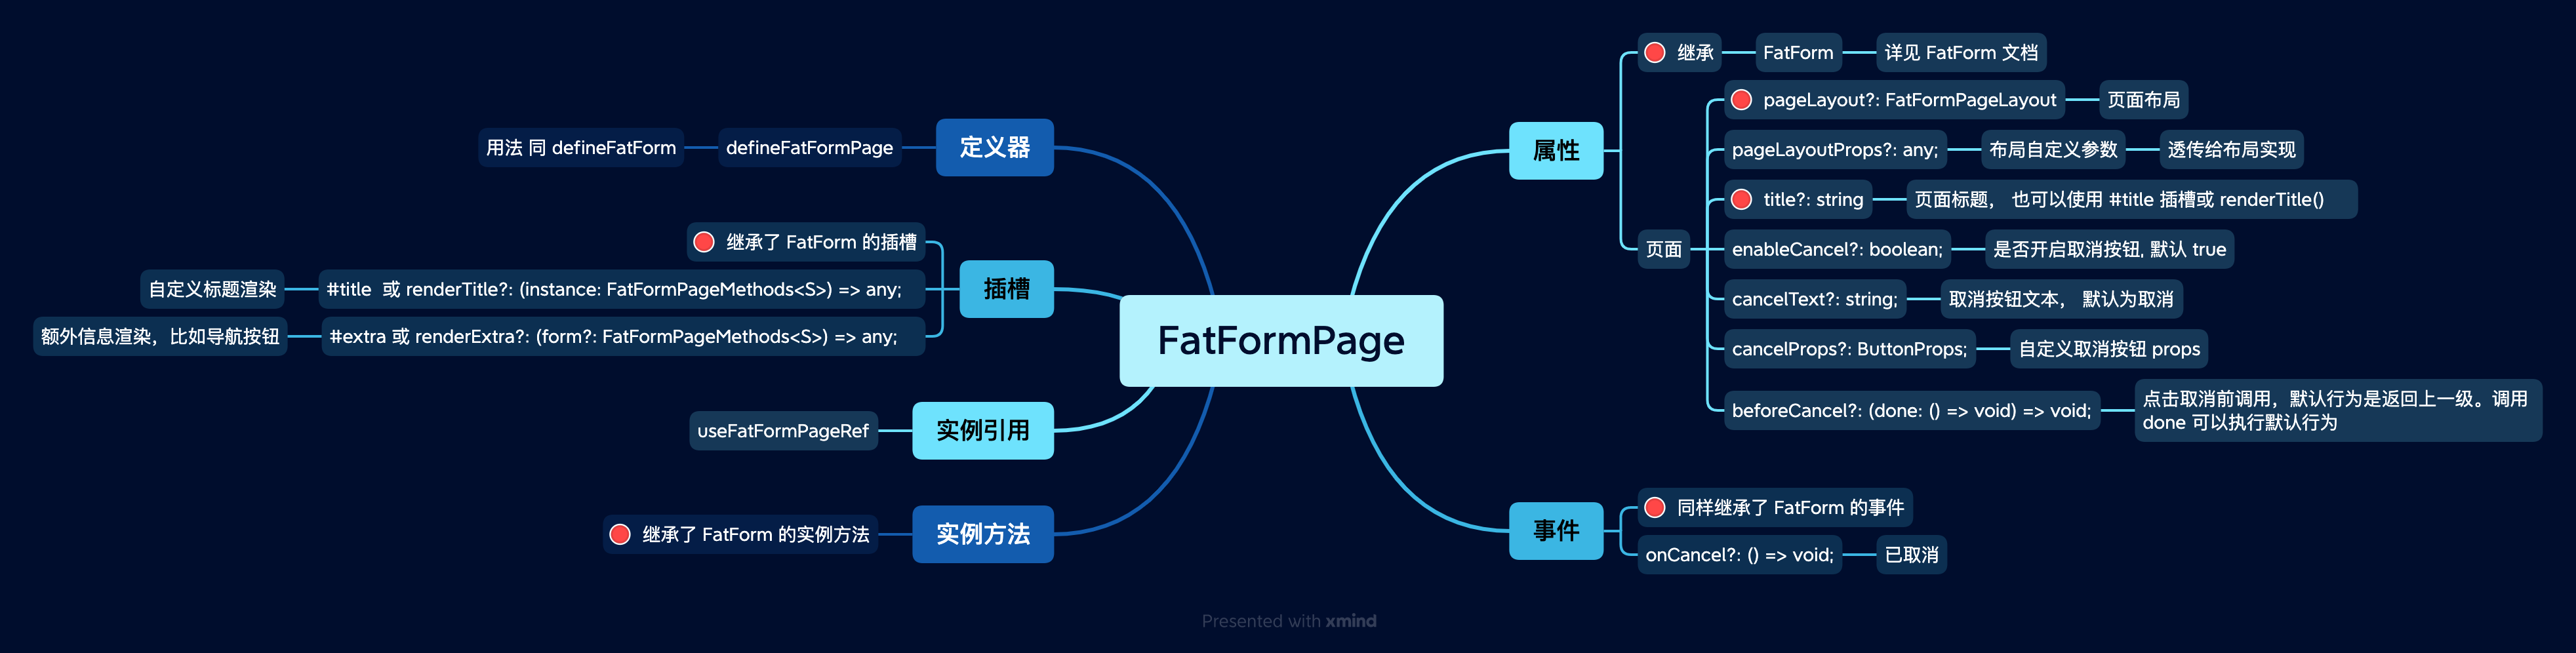 FatFormPage
定义器
defineFatFormPage
用法 同 defineFatForm
插槽
继承了 FatForm 的插槽
#title 或 renderTitle?: (instance: FatFormPageMethods<S>) => any;
自定义标题渲染
#extra 或 renderExtra?: (form?: FatFormPageMethods<S>) => any;
额外信息渲染，比如导航按钮
实例引用
useFatFormPageRef
实例方法
继承了 FatForm 的实例方法
属性
继承
FatForm
详见 FatForm 文档
页面
pageLayout?: FatFormPageLayout
页面布局
pageLayoutProps?: any;
布局自定义参数
透传给布局实现
title?: string
页面标题， 也可以使用 #title 插槽或 renderTitle()
enableCancel?: boolean;
是否开启取消按钮, 默认 true
cancelText?: string;
取消按钮文本， 默认为取消
cancelProps?: ButtonProps;
自定义取消按钮 props
beforeCancel?: (done: () => void) => void;
点击取消前调用，默认行为是返回上一级。调用
done 可以执行默认行为
事件
同样继承了 FatForm 的事件
onCancel?: () => void;
已取消
Presented with xmind